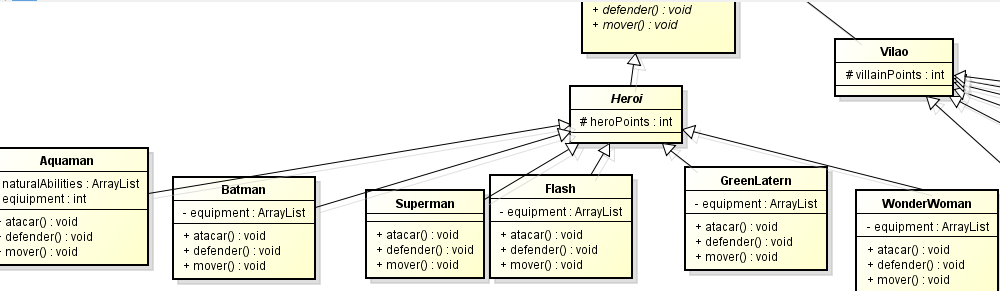 + defender() : void
+ mover() : void
Vilao
# villainPoints : int
Heroi
# heroPoints : int
Aquaman
naturalAbilities : ArrayList
eqiuipment : int
+ atacar() : void
+ defender() : void
+ mover() : void
Batman
- equipment : ArrayList
+ atacar() : void
+ defender() : void
+ mover() : void
Superman
+ atacar() : void
+ defender() : void
+ mover() : void
Flash
- equipment : ArrayList
+ atacar() : void
+ defender() : void
+ mover() : void
GreenLatern
- equipment : ArrayList
+ atacar() : void
+ defender() : void
+ mover() : void
WonderWoman
- equipment : ArrayList
+ atacar() : void
+ defender() : void
+ mover() : void